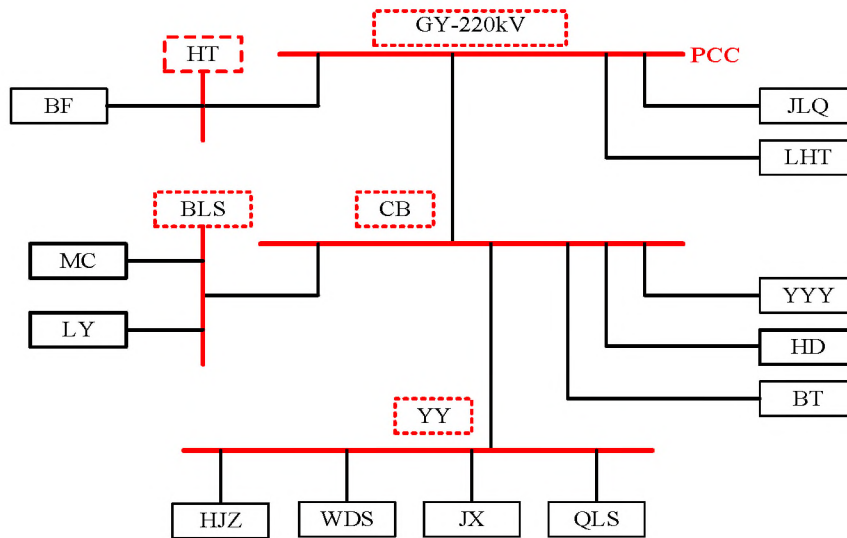 GY-220kV
HT
PCC
BF
JLQ
LHT
BLS
CB
MC
YYY
LY
HD
BT
YY
HJZ
WDS
JX
QLS